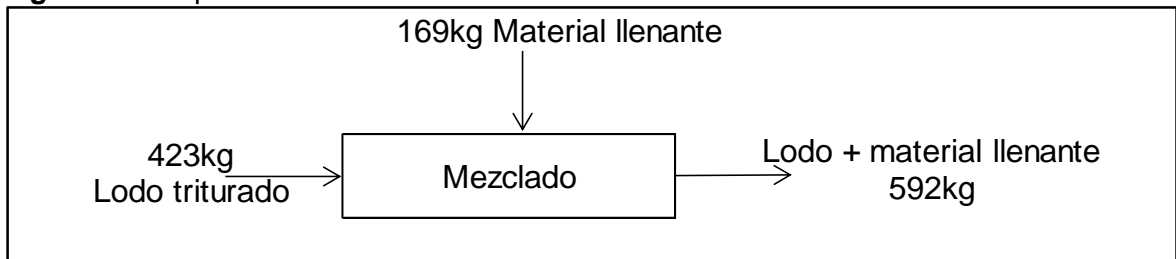 169kg Material llenante
423kg
Lodo triturado
Mezclado
Lodo + material llenante
592kg